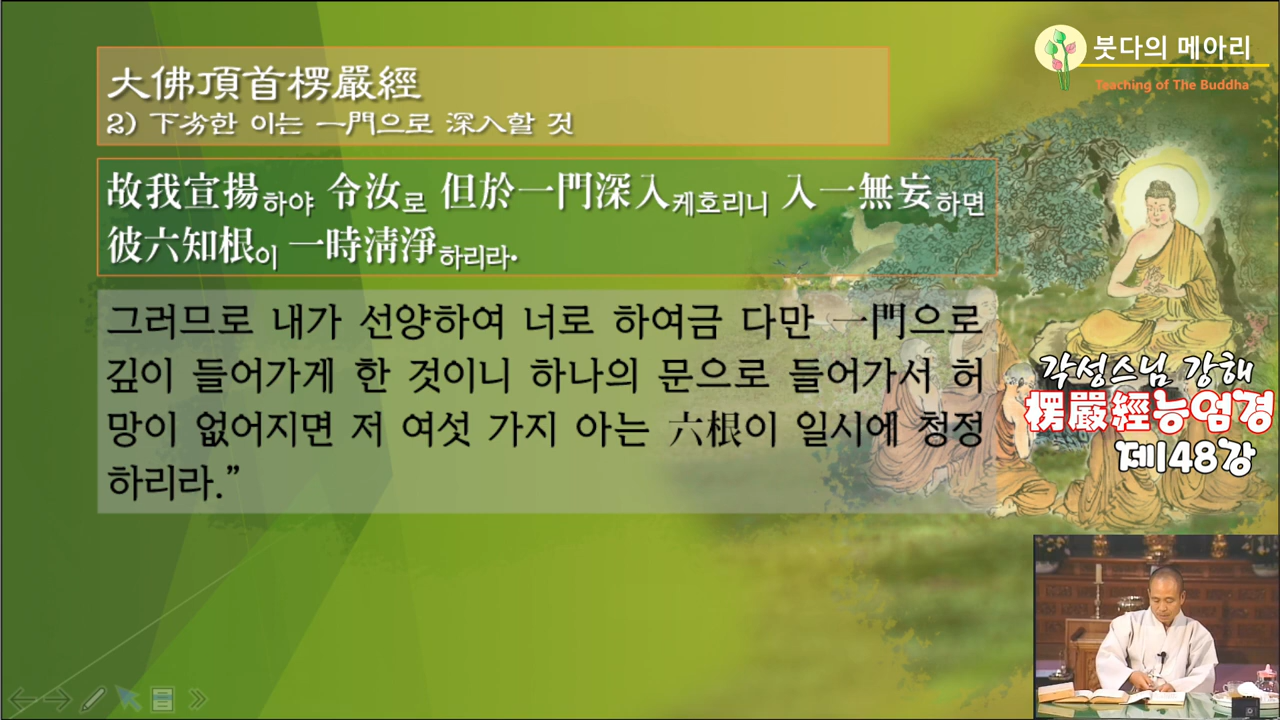 大佛頂首楞嚴經
2) 下劣한 이는 一門으로 深入할 것
故我宣揚하야 令汝로 但於一門深入케호리니 入一無妄하면
彼六知根이 一時淸淨하리라.
그러므로 내가 선양하여 너로 하여금 다만 一門으로
깊이 들어가게 한 것이니 하나의 문으로 들어가서 허
망이 없어지면 저 여섯 가지 아는 六根이 일시에 청정
하리라.”
붓다의 메아리
Teaching of The Buddha
각성스님 강해
楞嚴經능엄경
제148강